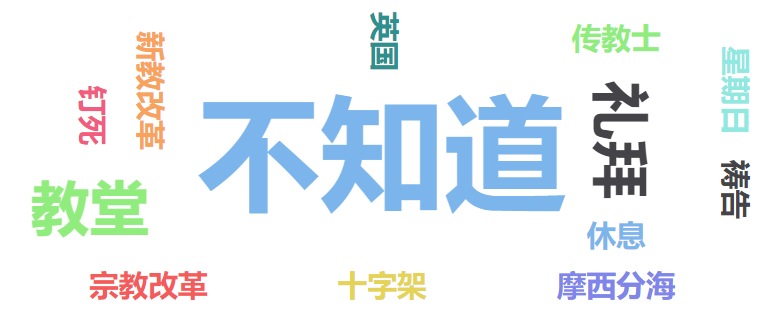 英国
传教士
新教改革
星期日
钉死
礼拜
不知道
祷告
教堂
休息
宗教改革
十字架
摩西分海